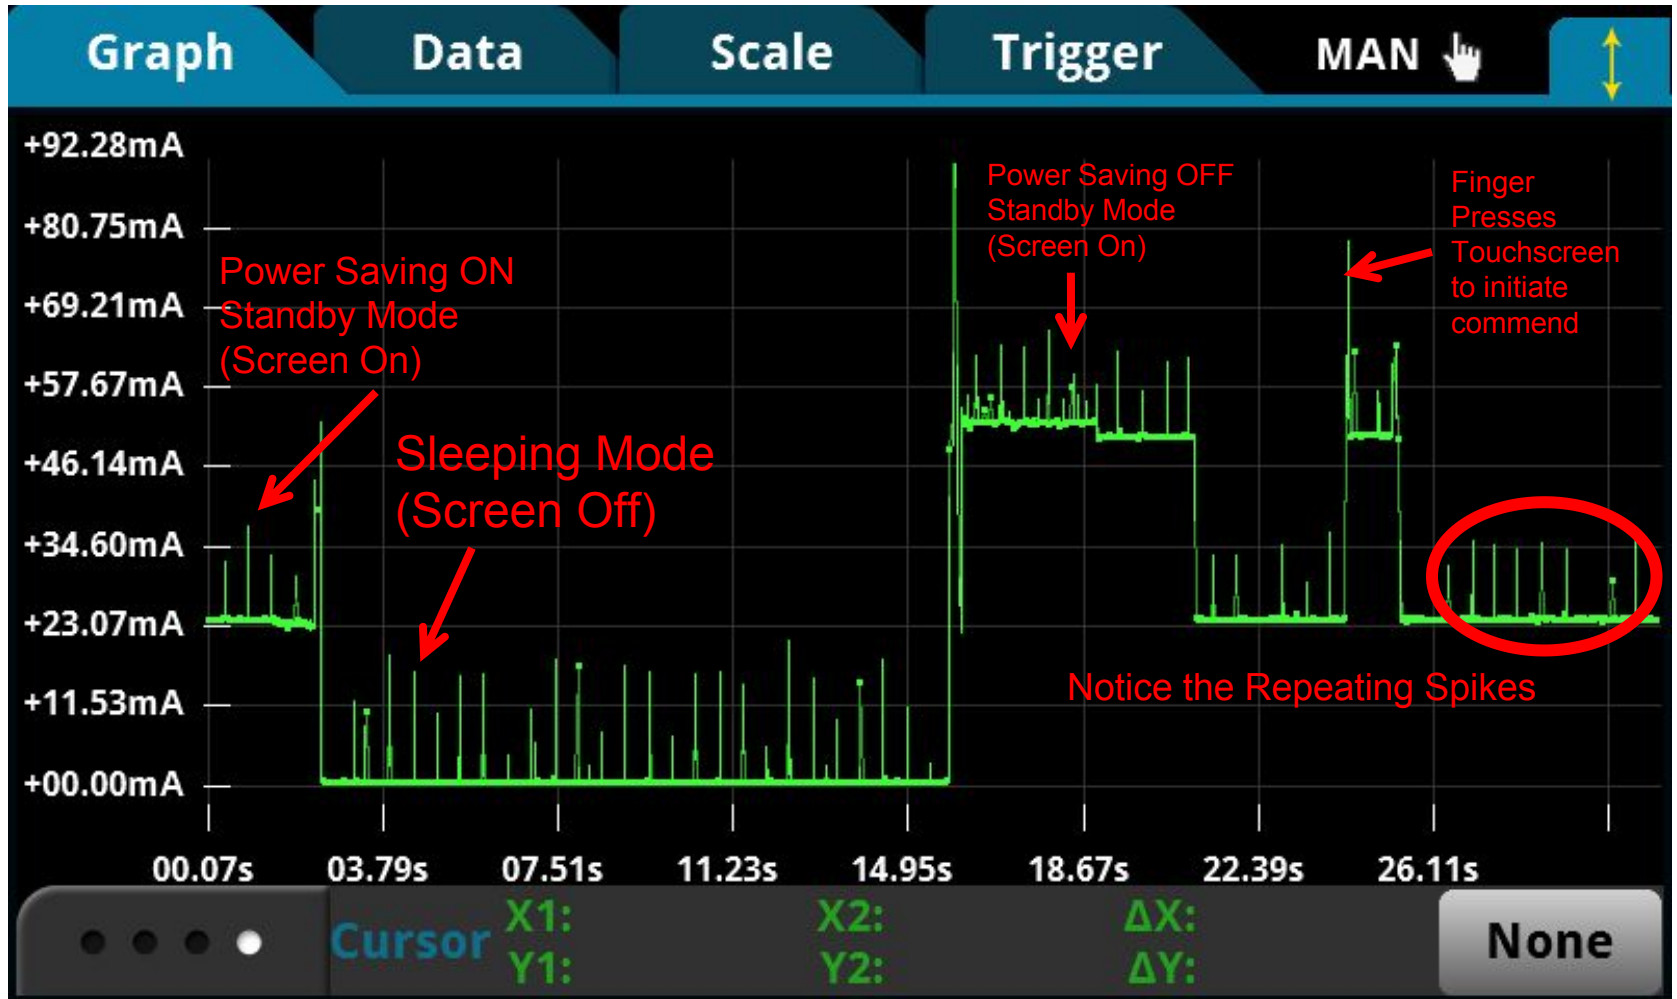 Graph Data Scale Trigger MAN
+92.28mA
+80.75mA
+69.21mA
+57.67mA
+46.14mA
+34.60mA
+23.07mA
+11.53mA
+00.00mA
Power Saving ON
Standby Mode
(Screen On)
Sleeping Mode
(Screen Off)
Power Saving OFF
Standby Mode
(Screen On)
Finger
Presses
Touchscreen
to initiate
commend
Notice the Repeating Spikes
00.07s 03.79s 07.51s 11.23s 14.95s 18.67s 22.39s 26.11s
Cursor
X1: X2: ΔX:
Y1: Y2: ΔY:
None